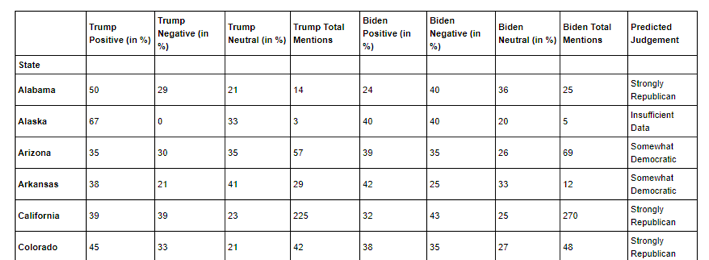 Trump Positive (in %) Trump Negative (in %) Trump Neutral (in %) Trump Total Mentions Biden Positive (in %) Biden Negative (in %) Biden Neutral (in %) Biden Total Mentions Predicted Judgement
State
Alabama 50 29 21 14 24 40 36 25 Strongly Republican
Alaska 67 0 33 3 40 40 20 5 Insufficient Data
Arizona 35 30 35 57 39 35 26 69 Somewhat Democratic
Arkansas 38 21 41 29 42 25 33 12 Somewhat Democratic
California 39 39 23 225 32 43 25 270 Strongly Republican
Colorado 45 33 21 42 38 35 27 48 Strongly Republican